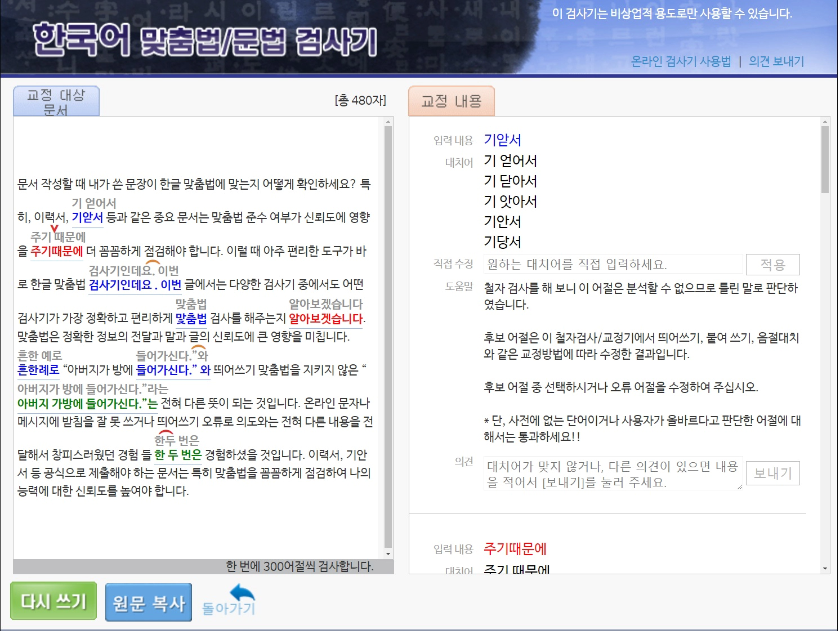 이 검사기는 비상업적 용도로만 사용할 수 있습니다.
한국어 맞춤법/문법 검사기
온라인 검사기 사용법 | 의견 보내기
교정 대상
문서
[총 480자]
문서 작성할 때 내가 쓴 문장이 한글 맞춤법에 맞는지 어떻게 확인하세요? 특
기 얻어서
히, 이력서, 기앉서 등과 같은 중요 문서는 맞춤법 준수 여부가 신뢰도에 영향
주기 때문에
을 주기때문에 더 꼼꼼하게 점검해야 합니다. 이럴 때 아주 편리한 도구가 바
검사기인데요. 이번
로 한글 맞춤법 검사기인데요 . 이번 글에서는 다양한 검사기 중에서도 어떤
맞춤법 알아보겠습니다
검사기가 가장 정확하고 편리하게 맟춤법 검사를 해주는지 알아보겟습니다.
맞춤법은 정확한 정보의 전달과 말과 글의 신뢰도에 큰 영향을 미칩니다.
흔한 예로 들어가신다.”와
흔한례로 “아버지가 방에 들어가신다.” 와 띄어쓰기 맞춤법을 지키지 않은 “
아버지가 방에 들어가신다.”라는
아버지 가방에 들어가신다.”는 전혀 다른 뜻이 되는 것입니다. 온라인 문자나
메시지에 받침을 잘 못 쓰거나 띄어쓰기 오류로 의도와는 전혀 다른 내용을 전
한두 번은
달해서 창피스러웠던 경험 들 한 두 번은 경험하셨을 것입니다. 이력서, 기안
서 등 공식으로 제출해야 하는 문서는 특히 맞춤법을 꼼꼼하게 점검하여 나의
능력에 대한 신뢰도를 높여야 합니다.
한 번에 300어절씩 검사합니다.
다시 쓰기
원문 복사
돌아가기
교정 내용
입력 내용 기앉서
대치어 기 얻어서
기 닫아서
기 앗아서
기안서
기당서
직접 수정 원하는 대치어를 직접 입력하세요. 적용
도움말 철자 검사를 해 보니 이 어절은 분석할 수 없으므로 틀린 말로 판단하
였습니다.
후보 어절은 이 철자검사/교정기에서 띄어쓰기, 붙여 쓰기, 음절대치
와 같은 교정방법에 따라 수정한 결과입니다.
후보 어절 중 선택하시거나 오류 어절을 수정하여 주십시오.
* 단, 사전에 없는 단어이거나 사용자가 올바르다고 판단한 어절에 대
해서는 통과하세요!!
의견 대치어가 맞지 않거나, 다른 의견이 있으면 내용
을 적어서 [보내기]를 눌러 주세요. 보내기
입력 내용 주기때문에
대치어 주기 때문에